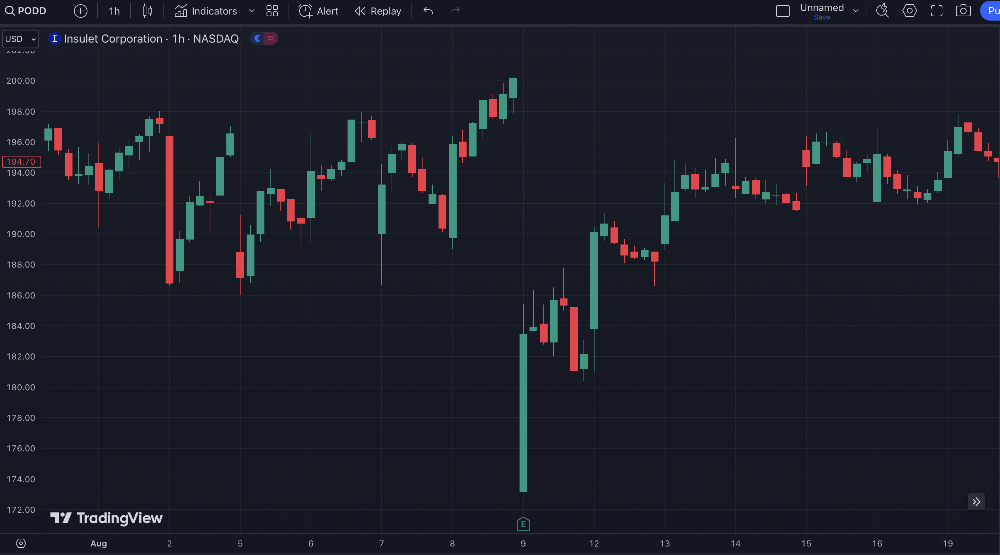 PODD 1h Indicators Alert Replay Unnamed Pu
Save
USD I Insulet Corporation · 1h · NASDAQ
202.00
200.00
198.00
196.00
194.70
194.00
192.00
190.00
188.00
186.00
184.00
182.00
180.00
178.00
176.00
174.00
172.00
TradingView
E
Aug 2 5 6 7 8 9 12 13 14 15 16 19